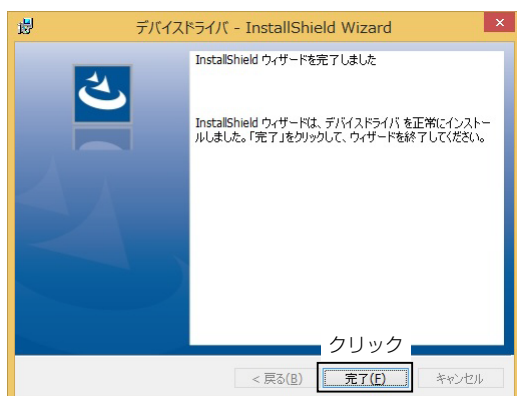 デバイスドライバ - InstallShield Wizard
InstallShield ウィザードを完了しました
InstallShield ウィザードは、デバイスドライバ を正常にインストー
ルしました。「完了」をクリックして、ウィザードを終了してください。
クリック
< 戻る(B)
完了(F)
キャンセル